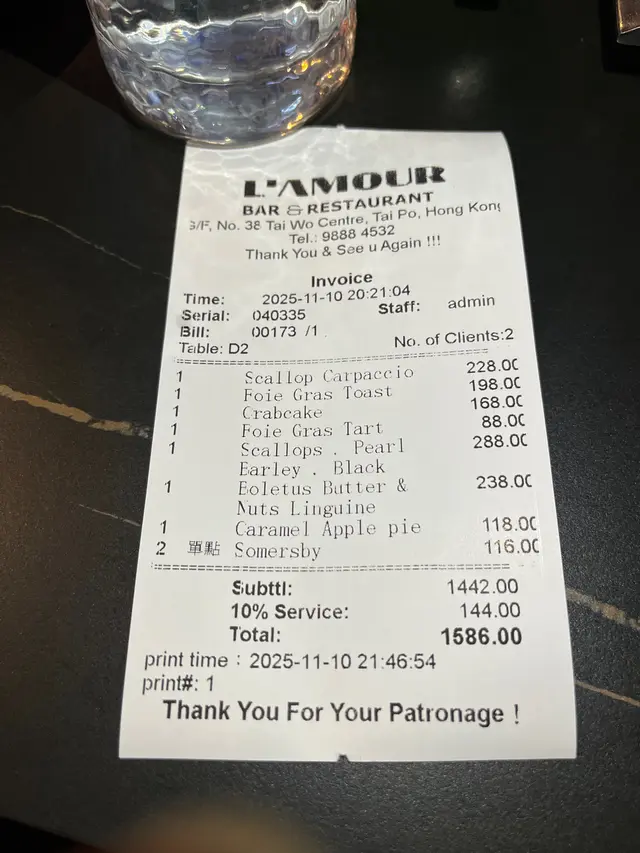 L'AMOUR
BAR & RESTAURANT
G/F, No. 38 Tai Wo Centre, Tai Po, Hong Kong
Tel.: 9888 4532
Thank You & See u Again !!!
Invoice
Time: 2025-11-10 20:21:04
Serial: 040335 Staff: admin
Bill: 00173 /1
Table: D2 No. of Clients:2
1 Scallop Carpaccio 228.00
1 Foie Gras Toast 198.00
1 Crabcake 168.00
1 Foie Gras Tart 88.00
1 Scallops . Pearl 288.00
Earley . Black
1 Eoletus Butter & 238.00
Nuts Linguine
1 Caramel Apple pie 118.00
2 單點 Somersby 116.00
Subttl: 1442.00
10% Service: 144.00
Total: 1586.00
print time : 2025-11-10 21:46:54
print#: 1
Thank You For Your Patronage !